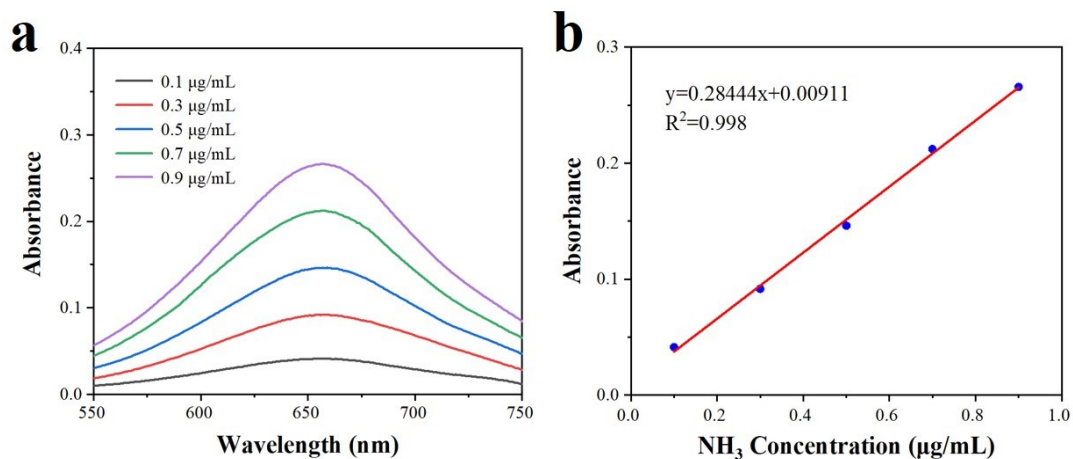 a
0.4
0.3
0.2
0.1
0.0
Absorbance
0.1 μg/mL
0.3 μg/mL
0.5 μg/mL
0.7 μg/mL
0.9 μg/mL
550 600 650 700 750
Wavelength (nm)
b
0.3
0.2
0.1
0.0
Absorbance
y=0.28444x+0.00911
R²=0.998
0.0 0.2 0.4 0.6 0.8 1.0
NH₃ Concentration (μg/mL)